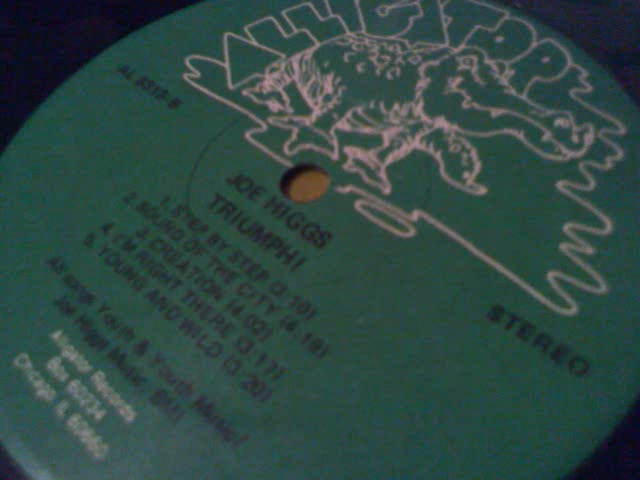 ALLIGATOR
AL 8313-B
JOE HIGGS
TRIUMPH!
STEREO
1. STEP BY STEP (3:10)
2. SOUND OF THE CITY (4:19)
3. CREATION (4:02)
4. I'M RIGHT THERE (3:17)
5. YOUNG AND WILD (3:20)
All songs Youth & Youth Music/
Joe Higgs Music, BMI
Alligator Records
Box 60234
Chicago, IL 60660